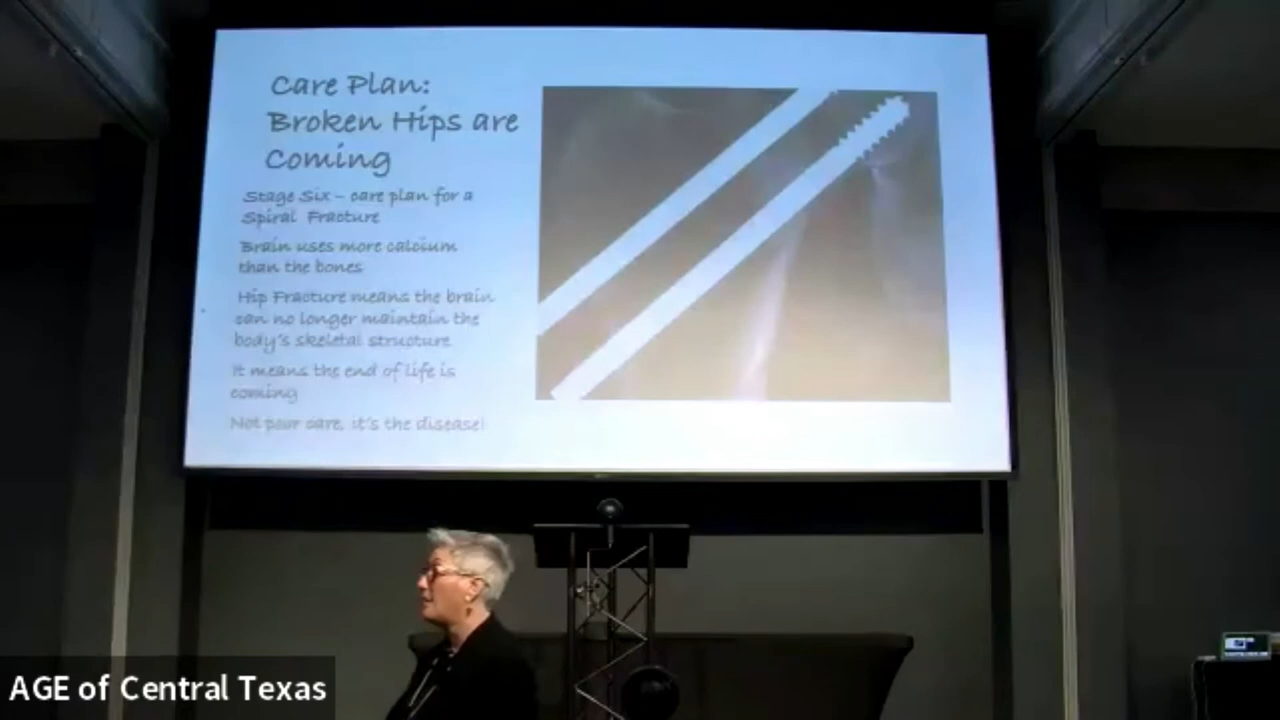 Care Plan:
Broken Hips are
Coming
Stage Six – care plan for a
Spiral Fracture
Brain uses more calcium
than the bones
Hip Fracture means the brain
can no longer maintain the
body's skeletal structure
It means the end of life is
coming
Not poor care, it's the disease!
AGE of Central Texas